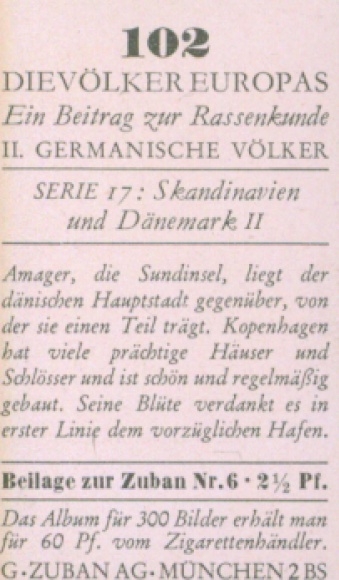 102
DIE VÖLKER EUROPAS
Ein Beitrag zur Rassenkunde
II. GERMANISCHE VÖLKER
SERIE 17: Skandinavien
und Dänemark II
Amager, die Sundinsel, liegt der
dänischen Hauptstadt gegenüber, von
der sie einen Teil trägt. Kopenhagen
hat viele prächtige Häuser und
Schlösser und ist schön und regelmäßig
gebaut. Seine Blüte verdankt es in
erster Linie dem vorzüglichen Hafen.
Beilage zur Zuban Nr. 6 · 2½ Pf.
Das Album für 300 Bilder erhält man
für 60 Pf. vom Zigarettenhändler.
G·ZUBAN AG·MÜNCHEN 2 BS